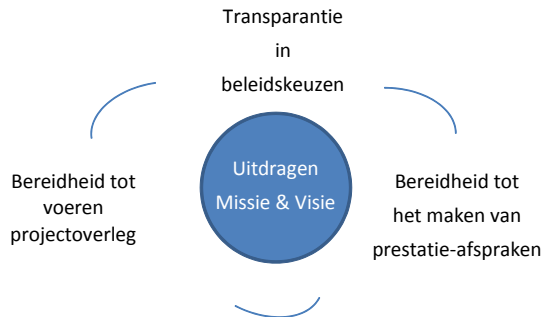 Transparantie
in
beleidskeuzen
Uitdragen
Missie & Visie
Bereidheid tot
voeren
projectoverleg
Bereidheid tot
het maken van
prestatie-afspraken